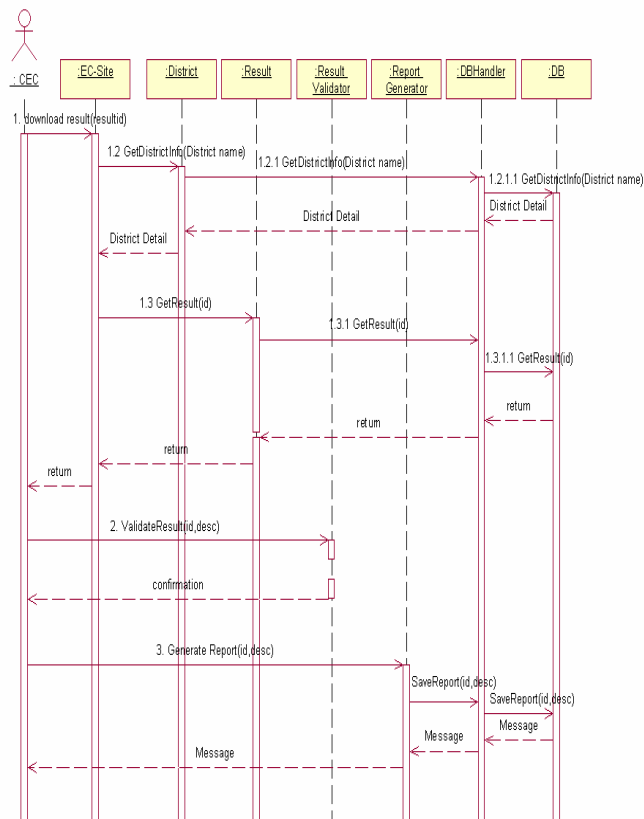 : CEC
:EC-Site
:District
:Result
:Result
Validator
:Report
Generator
:DBHandler
:DB
1. download result(resultid)
1.2 GetDistrictInfo(District name)
1.2.1 GetDistrictInfo(District name)
1.2.1.1 GetDistrictInfo(District name)
District Detail
District Detail
District Detail
1.3 GetResult(id)
1.3.1 GetResult(id)
1.3.1.1 GetResult(id)
return
return
return
return
2. ValidateResult(id,desc)
confirmation
3. Generate Report(id,desc)
SaveReport(id,desc)
SaveReport(id,desc)
Message
Message
Message